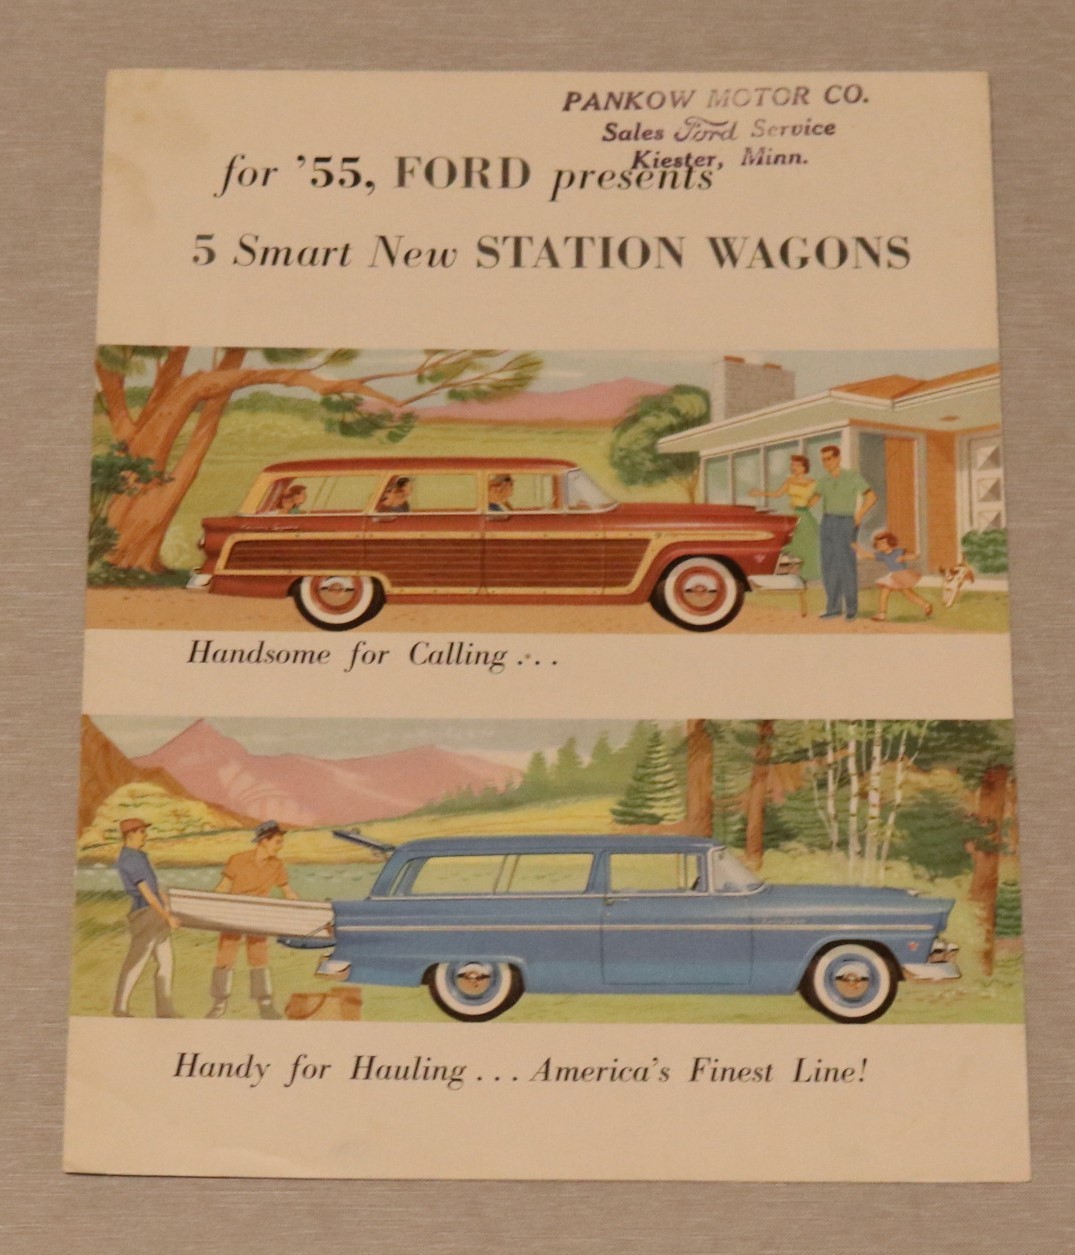 PANKOW MOTOR CO.
Sales Ford Service
Kiester, Minn.
for ’55, FORD presents
5 Smart New STATION WAGONS
Handsome for Calling . . .
Handy for Hauling . . . America’s Finest Line!